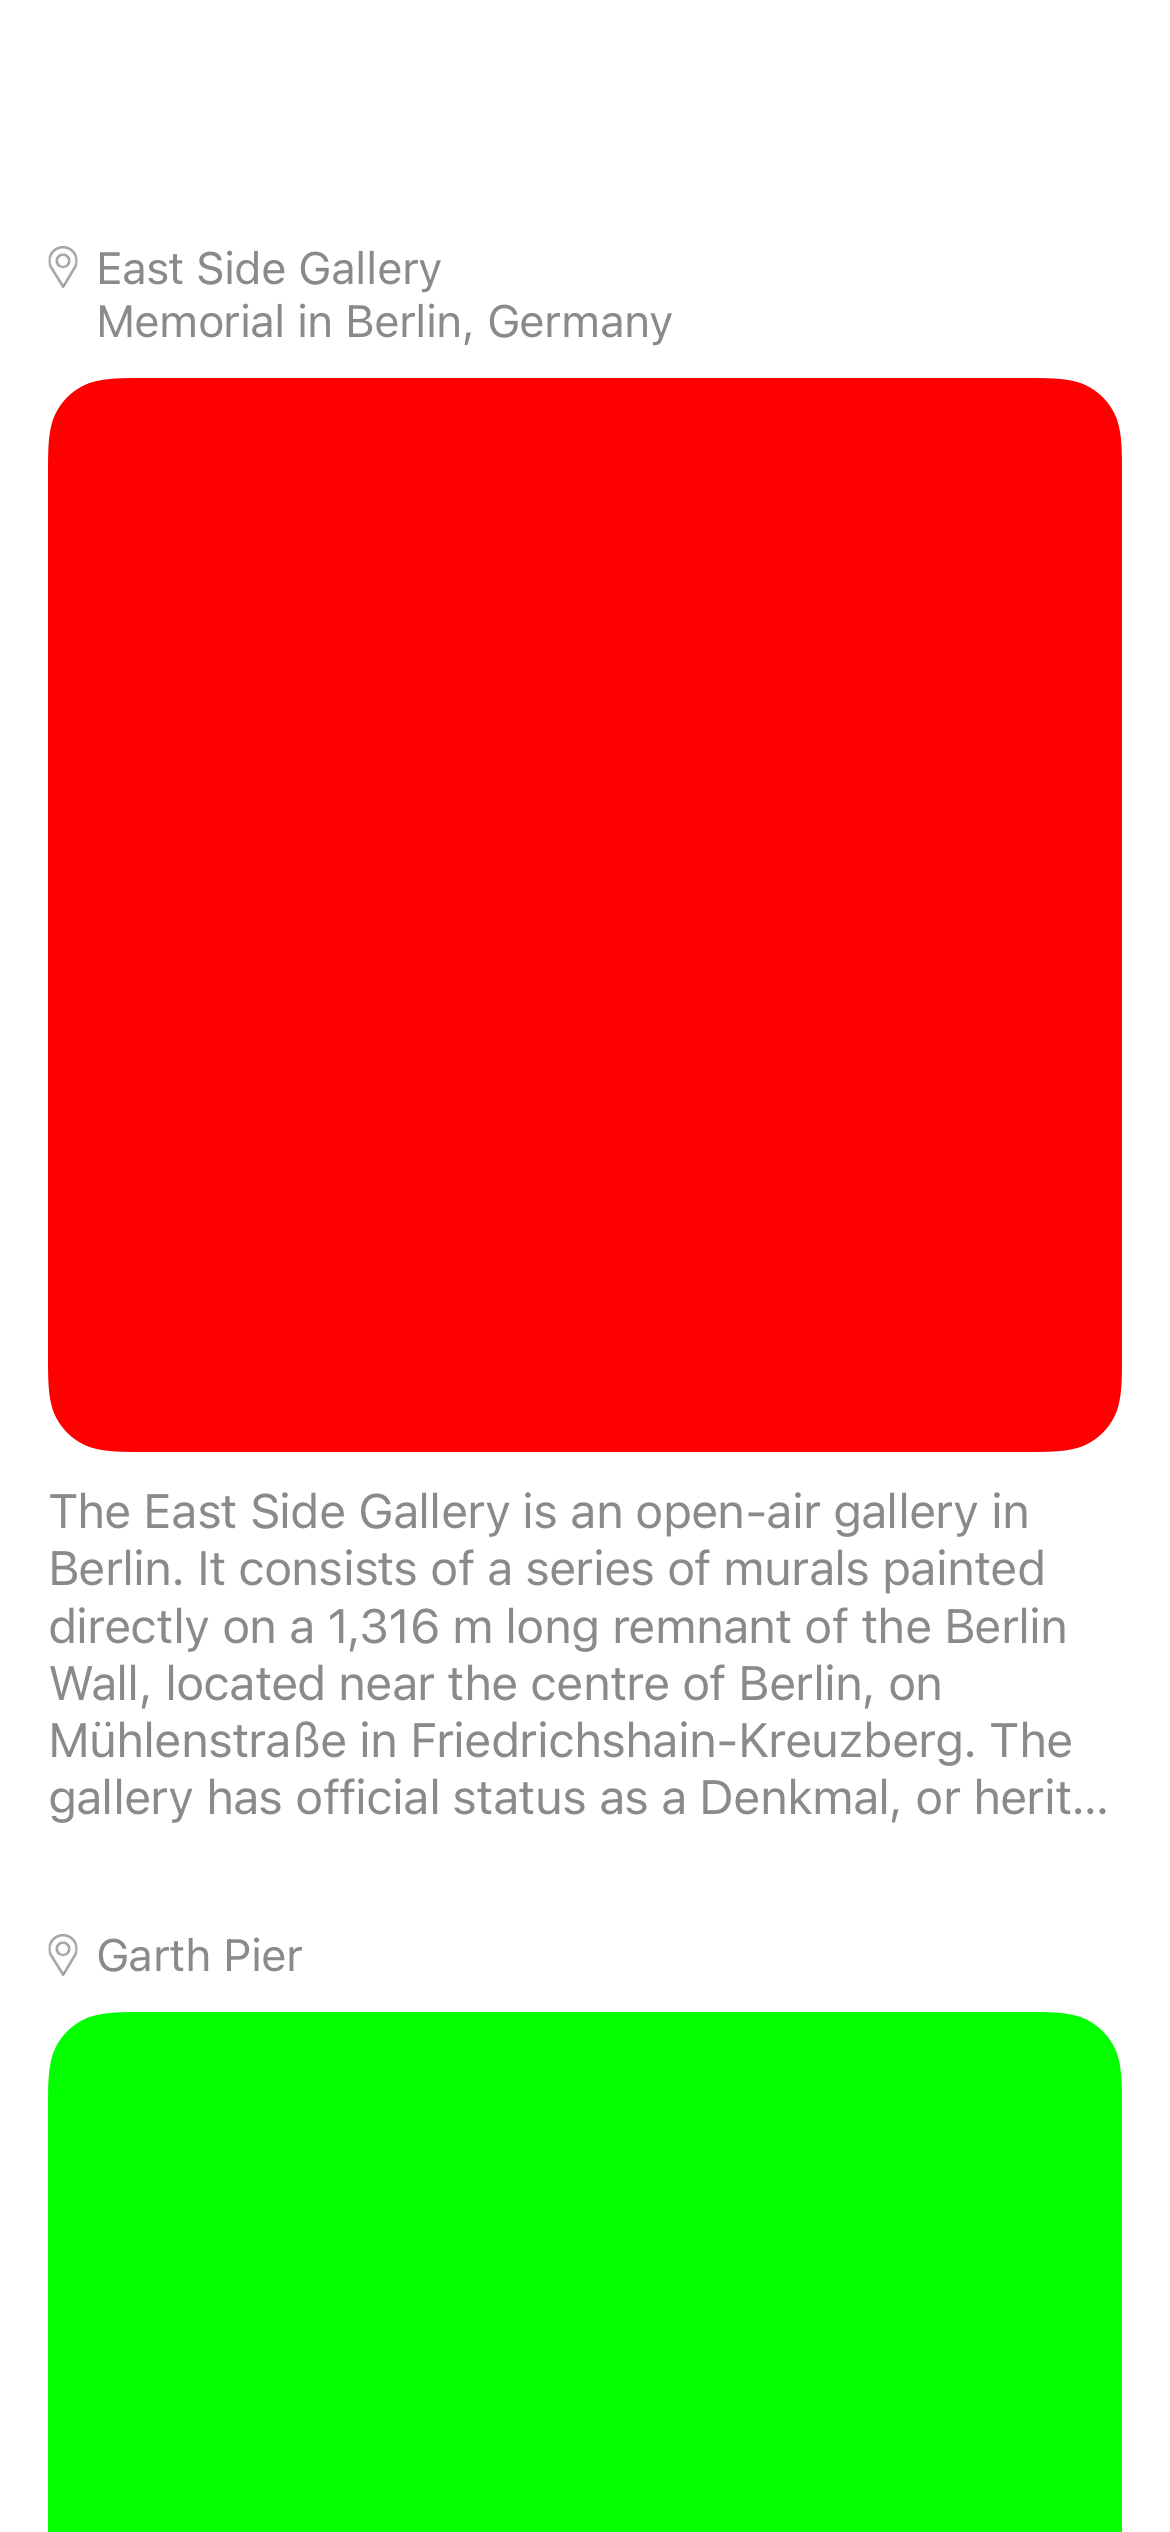 East Side Gallery
Memorial in Berlin, Germany
The East Side Gallery is an open-air gallery in
Berlin. It consists of a series of murals painted
directly on a 1,316 m long remnant of the Berlin
Wall, located near the centre of Berlin, on
Mühlenstraße in Friedrichshain-Kreuzberg. The
gallery has official status as a Denkmal, or herit...
Garth Pier